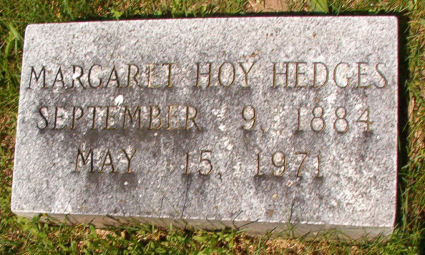 MARGARET HOY HEDGES
SEPTEMBER 9, 1884
MAY 15, 1971